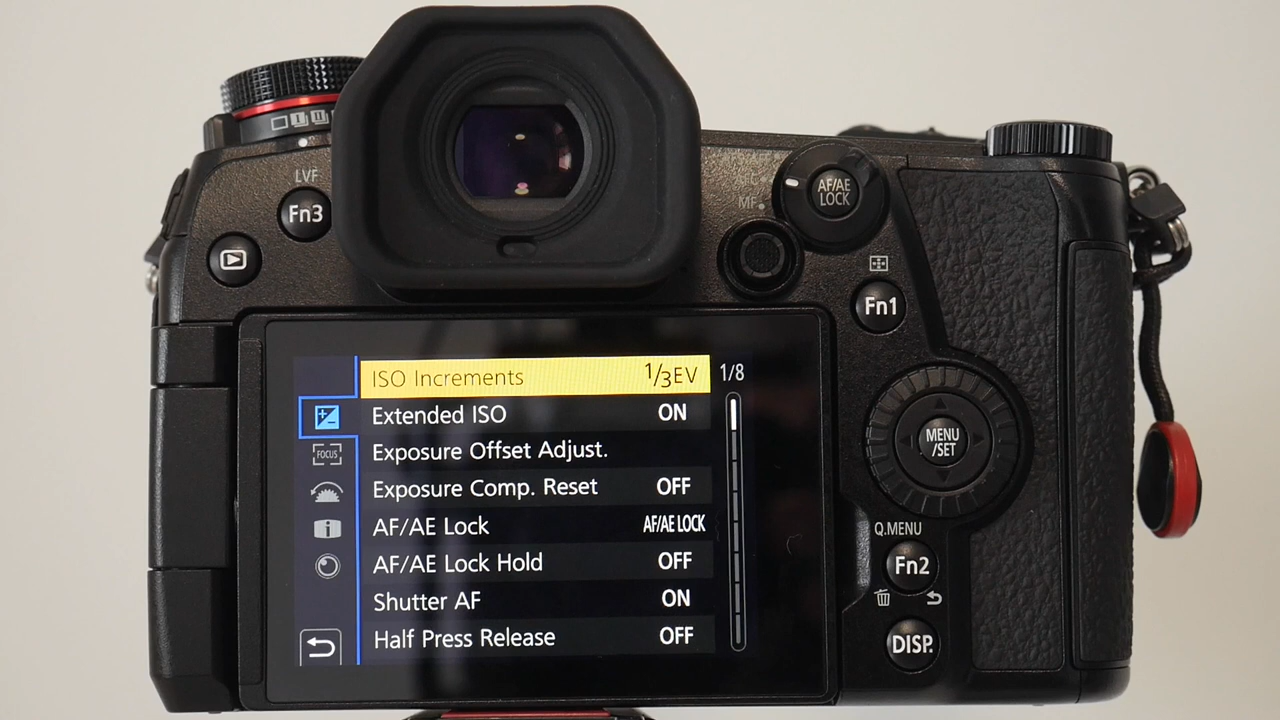 LVF
Fn3
MF
AF/AE
LOCK
Fn1
MENU
/SET
Q.MENU
Fn2
DISP.
ISO Increments 1/3EV
1/8
Extended ISO ON
Exposure Offset Adjust.
FOCUS
Exposure Comp. Reset OFF
AF/AE Lock AF/AE LOCK
AF/AE Lock Hold OFF
Shutter AF ON
Half Press Release OFF